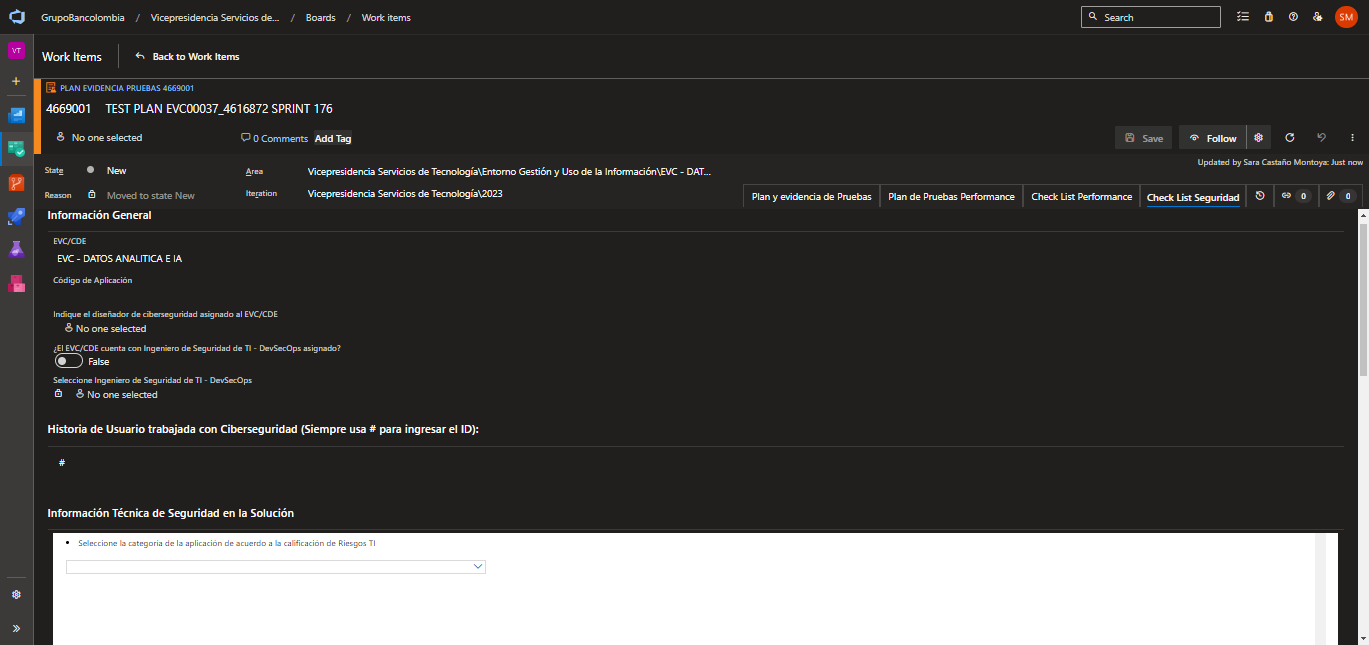 GrupoBancolombia / Vicepresidencia Servicios de... / Boards / Work items
Search
SM
VT
Work Items
Back to Work Items
PLAN EVIDENCIA PRUEBAS 4669001
4669001 TEST PLAN EVC00037_4616872 SPRINT 176
No one selected
0 Comments
Add Tag
Save
Follow
Updated by Sara Castaño Montoya: Just now
State New
Area Vicepresidencia Servicios de Tecnología\Entorno Gestión y Uso de la Información\EVC - DAT...
Reason Moved to state New
Iteration Vicepresidencia Servicios de Tecnología\2023
Plan y evidencia de Pruebas
Plan de Pruebas Performance
Check List Performance
Check List Seguridad
0
0
Información General
EVC/CDE
EVC - DATOS ANALITICA E IA
Código de Aplicación
Indique el diseñador de ciberseguridad asignado al EVC/CDE
No one selected
¿El EVC/CDE cuenta con Ingeniero de Seguridad de TI - DevSecOps asignado?
False
Seleccione Ingeniero de Seguridad de TI - DevSecOps
No one selected
Historia de Usuario trabajada con Ciberseguridad (Siempre usa # para ingresar el ID):
#
Información Técnica de Seguridad en la Solución
• Seleccione la categoria de la aplicación de acuerdo a la calificación de Riesgos TI